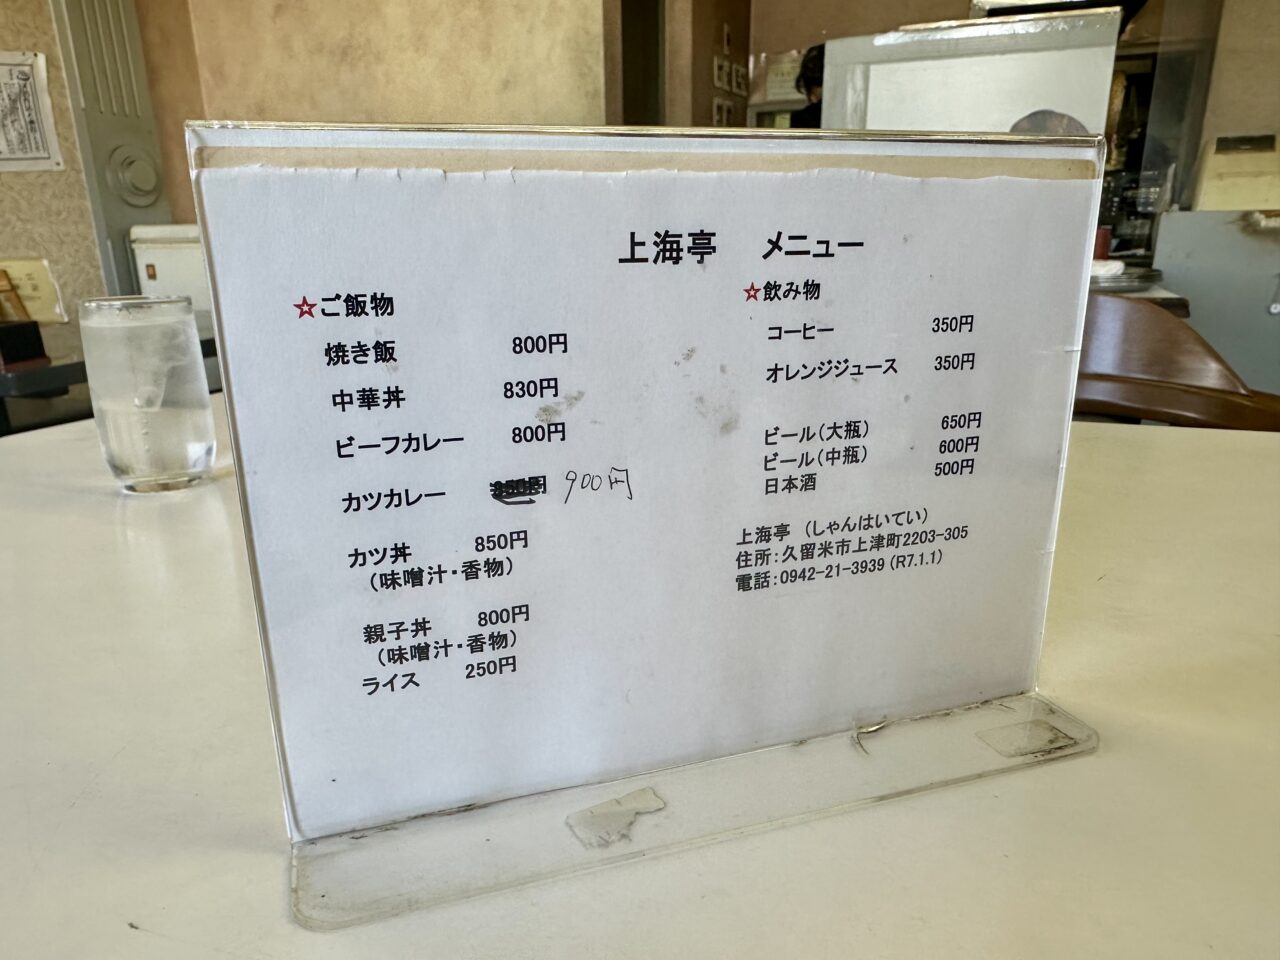 上海亭 メニュー
☆ご飯物
焼き飯 800円
中華丼 830円
ビーフカレー 800円
カツカレー 850円 900円
カツ丼 850円
（味噌汁・香物）
親子丼 800円
（味噌汁・香物）
ライス 250円
☆飲み物
コーヒー 350円
オレンジジュース 350円
ビール（大瓶） 650円
ビール（中瓶） 600円
日本酒 500円
上海亭 （しゃんはいてい）
住所：久留米市上津町2203-305
電話：0942-21-3939（R7.1.1）